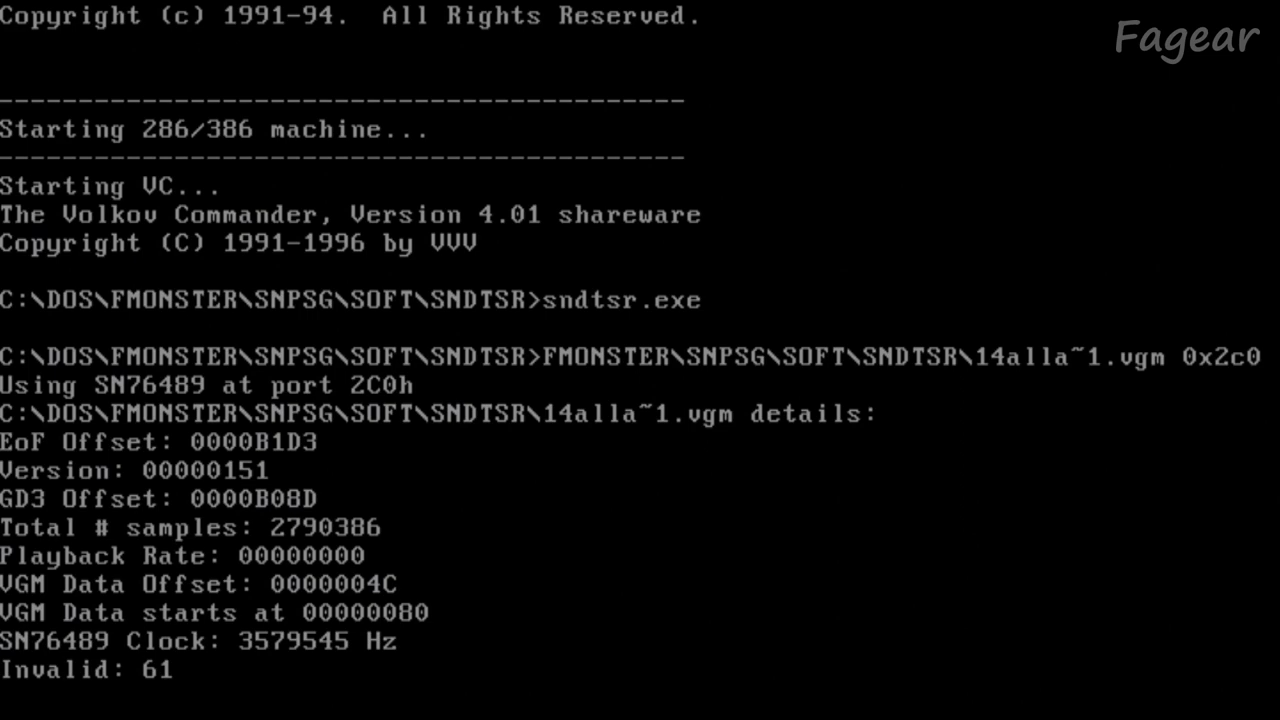 Copyright (c) 1991-94.  All Rights Reserved.
Fagear
-------------------------------------------
Starting 286/386 machine...
-------------------------------------------
Starting VC...
The Volkov Commander, Version 4.01 shareware
Copyright (C) 1991-1996 by VVV
C:\DOS\FMONSTER\SNPSG\SOFT\SNDTSR>sndtsr.exe
C:\DOS\FMONSTER\SNPSG\SOFT\SNDTSR>FMONSTER\SNPSG\SOFT\SNDTSR\14alla~1.vgm 0x2c0
Using SN76489 at port 2C0h
C:\DOS\FMONSTER\SNPSG\SOFT\SNDTSR\14alla~1.vgm details:
EoF Offset: 0000B1D3
Version: 00000151
GD3 Offset: 0000B08D
Total # samples: 2790386
Playback Rate: 00000000
VGM Data Offset: 0000004C
VGM Data starts at 00000080
SN76489 Clock: 3579545 Hz
Invalid: 61